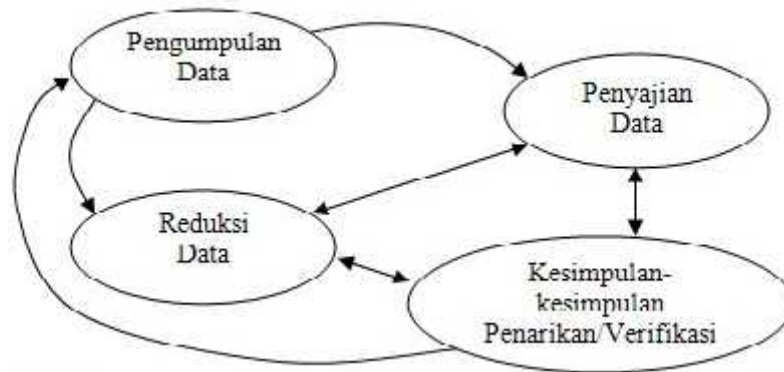 Pengumpulan
Data
Penyajian
Data
Reduksi
Data
Kesimpulan-
kesimpulan
Penarikan/Verifikasi